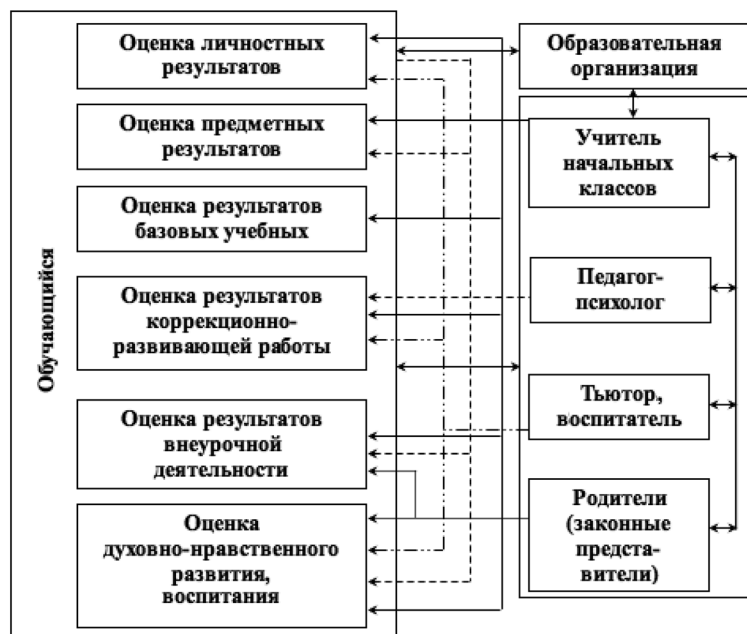 Обучающийся
Оценка личностных
результатов
Оценка предметных
результатов
Оценка результатов
базовых учебных
Оценка результатов
коррекционно-
развивающей работы
Оценка результатов
внеурочной
деятельности
Оценка
духовно-нравственного
развития,
воспитания
Образовательная
организация
Учитель
начальных
классов
Педагог-
психолог
Тьютор,
воспитатель
Родители
(законные
предста-
вители)